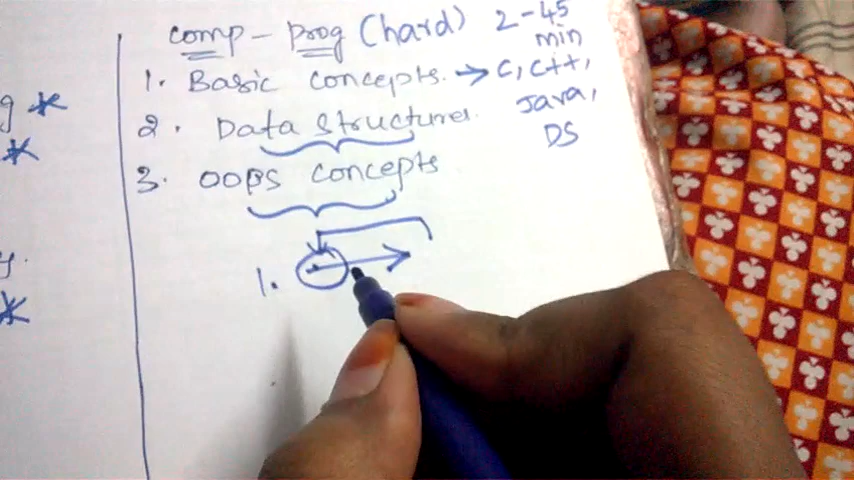 comp - prog (hard) 2-45 min
1. Basic concepts. → C, C++, Java, DS
2. Data structures.
3. OOPS concepts
1.
g *
*
y.
*